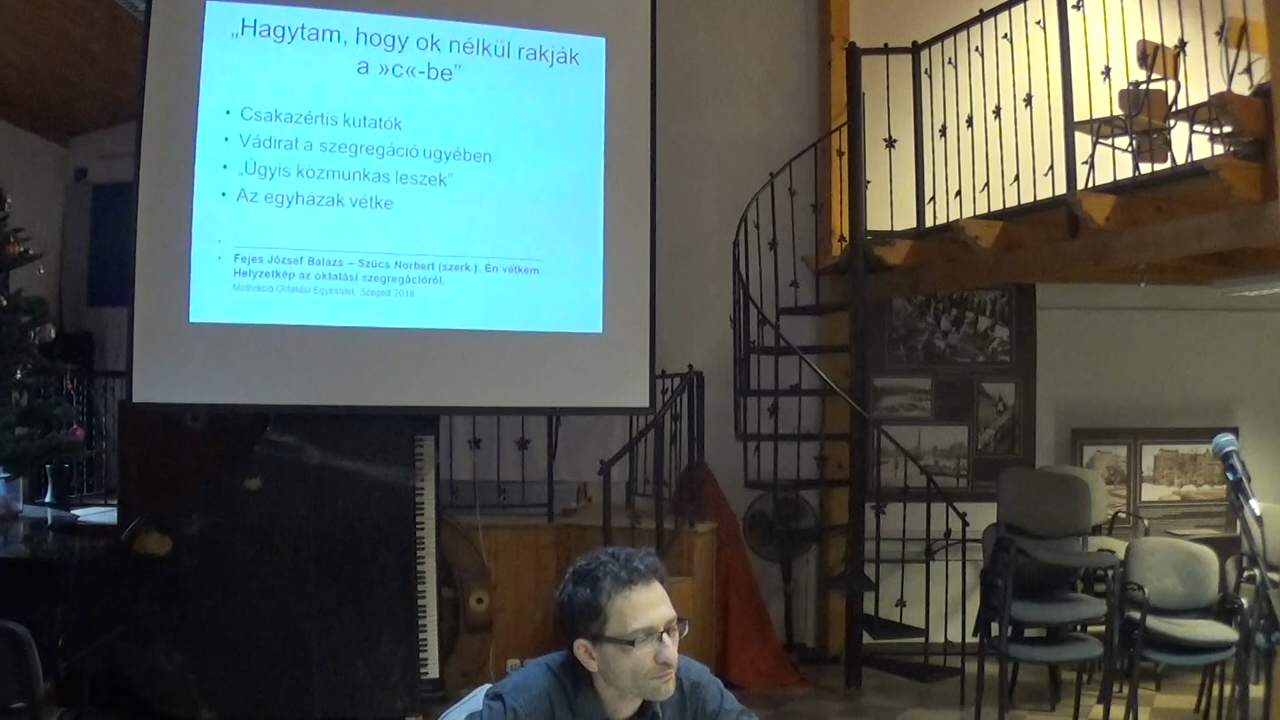 „Hagytam, hogy ok nélkül rakják
a »c«-be”
• Csakazértis kutatók
• Vádirat a szegregáció ügyében
• „Úgyis közmunkás leszek”
• Az egyházak vétke
• Fejes József Balázs – Szűcs Norbert (szerk.): Én vétkem
Helyzetkép az oktatási szegregációról.
Motiváció Oktatási Egyesület, Szeged 2018